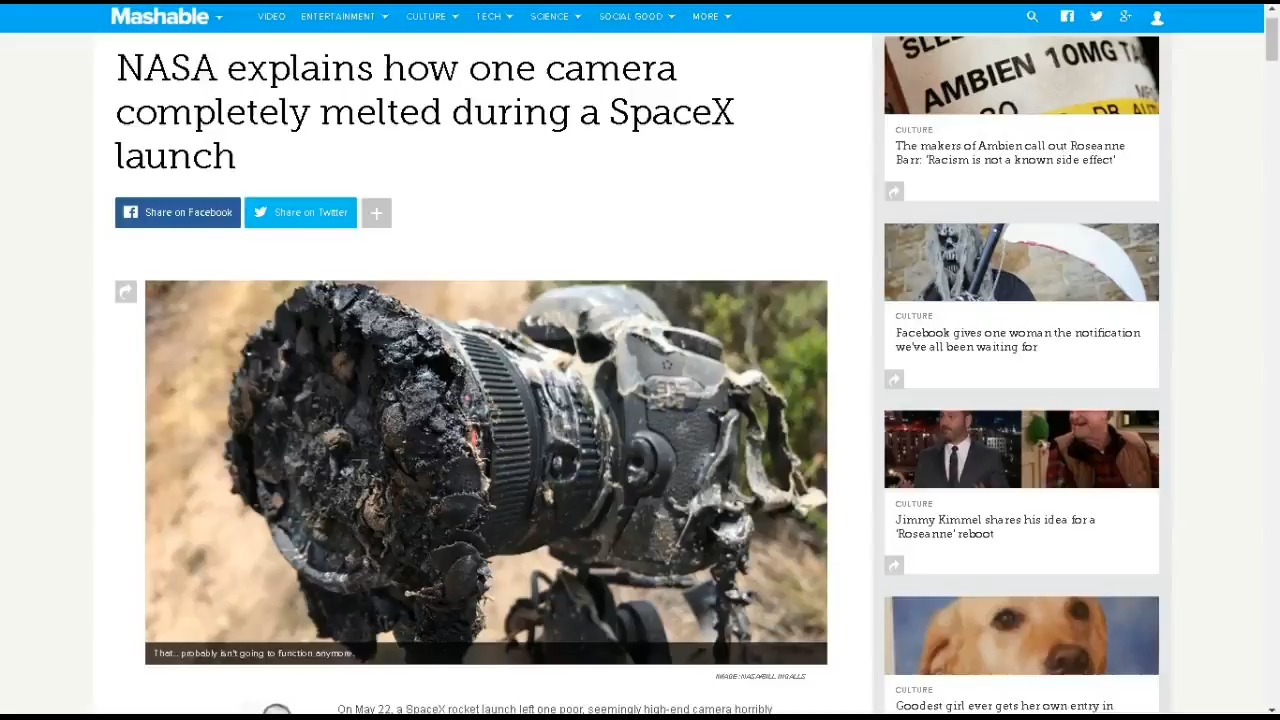 Mashable
VIDEO ENTERTAINMENT CULTURE TECH SCIENCE SOCIAL GOOD MORE
NASA explains how one camera
completely melted during a SpaceX
launch
Share on Facebook Share on Twitter +
That... probably isn't going to function anymore.
IMAGE: NASA/BILL INGALLS
On May 22, a SpaceX rocket launch left one poor, seemingly high-end camera horribly
AMBIEN 10MG
CULTURE
The makers of Ambien call out Roseanne
Barr: 'Racism is not a known side effect'
CULTURE
Facebook gives one woman the notification
we've all been waiting for
CULTURE
Jimmy Kimmel shares his idea for a
'Roseanne' reboot
CULTURE
Goodest girl ever gets her own entry in